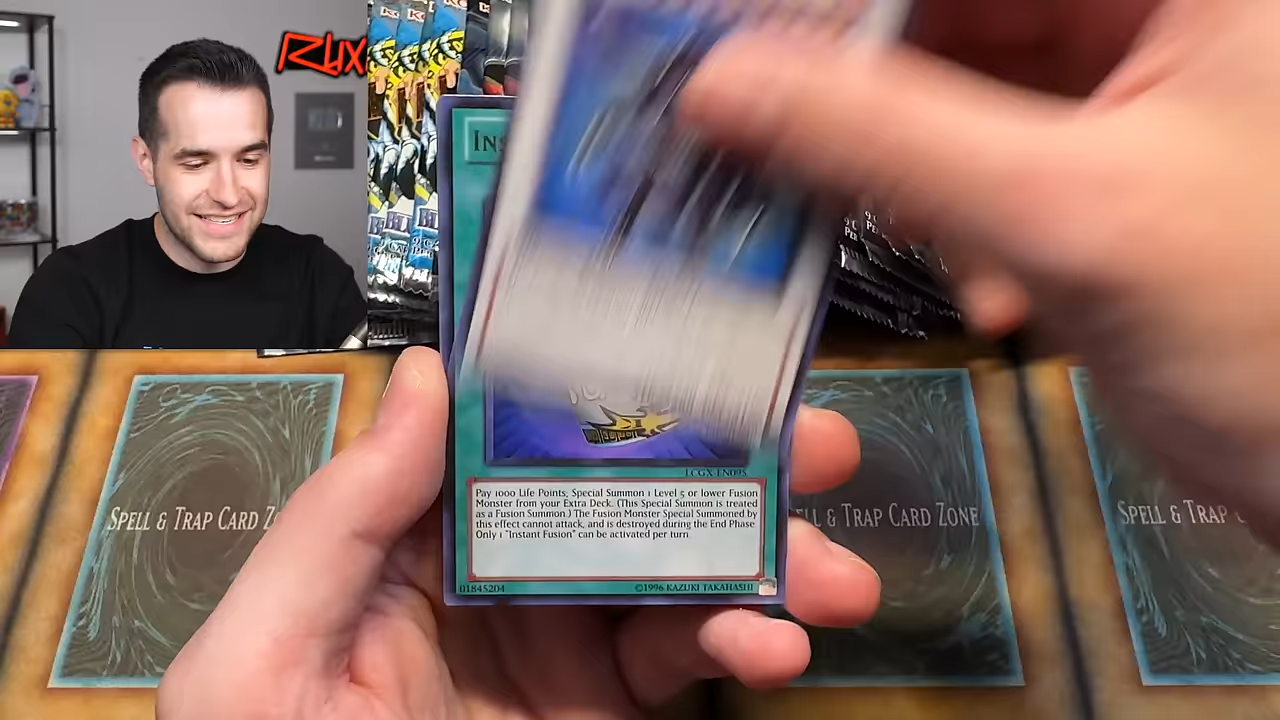 Rux
In
LCGX-EN095
Pay 1000 Life Points; Special Summon 1 Level 5 or lower Fusion
Monster from your Extra Deck. (This Special Summon is treated
as a Fusion Summon.) The Fusion Monster Special Summoned by
this effect cannot attack, and is destroyed during the End Phase
Only 1 "Instant Fusion" can be activated per turn
01845204
©1996 KAZUKI TAKAHASHI
SPELL & TRAP CARD Z
LL & TRAP CARD ZONE
SPELL & TRAP